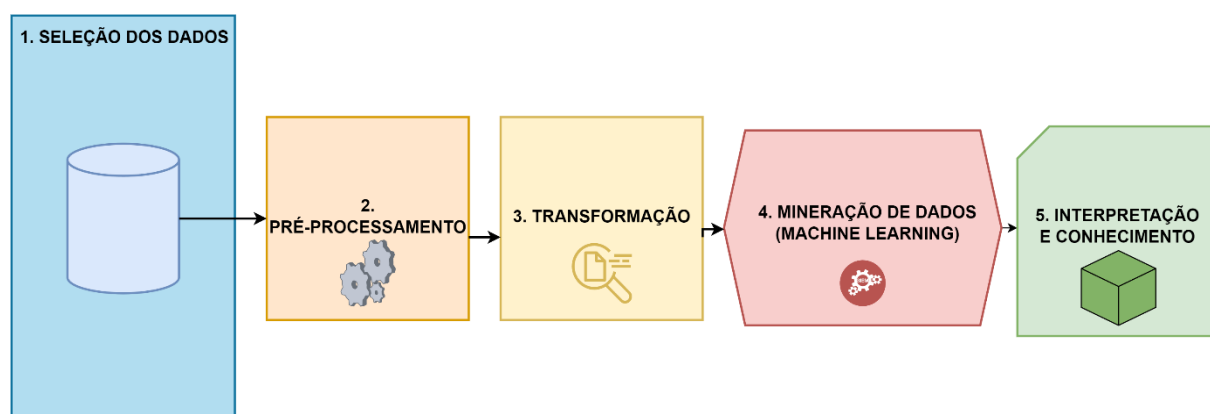 1. SELEÇÃO DOS DADOS
2.
PRÉ-PROCESSAMENTO
3. TRANSFORMAÇÃO
4. MINERAÇÃO DE DADOS
(MACHINE LEARNING)
5. INTERPRETAÇÃO
E CONHECIMENTO